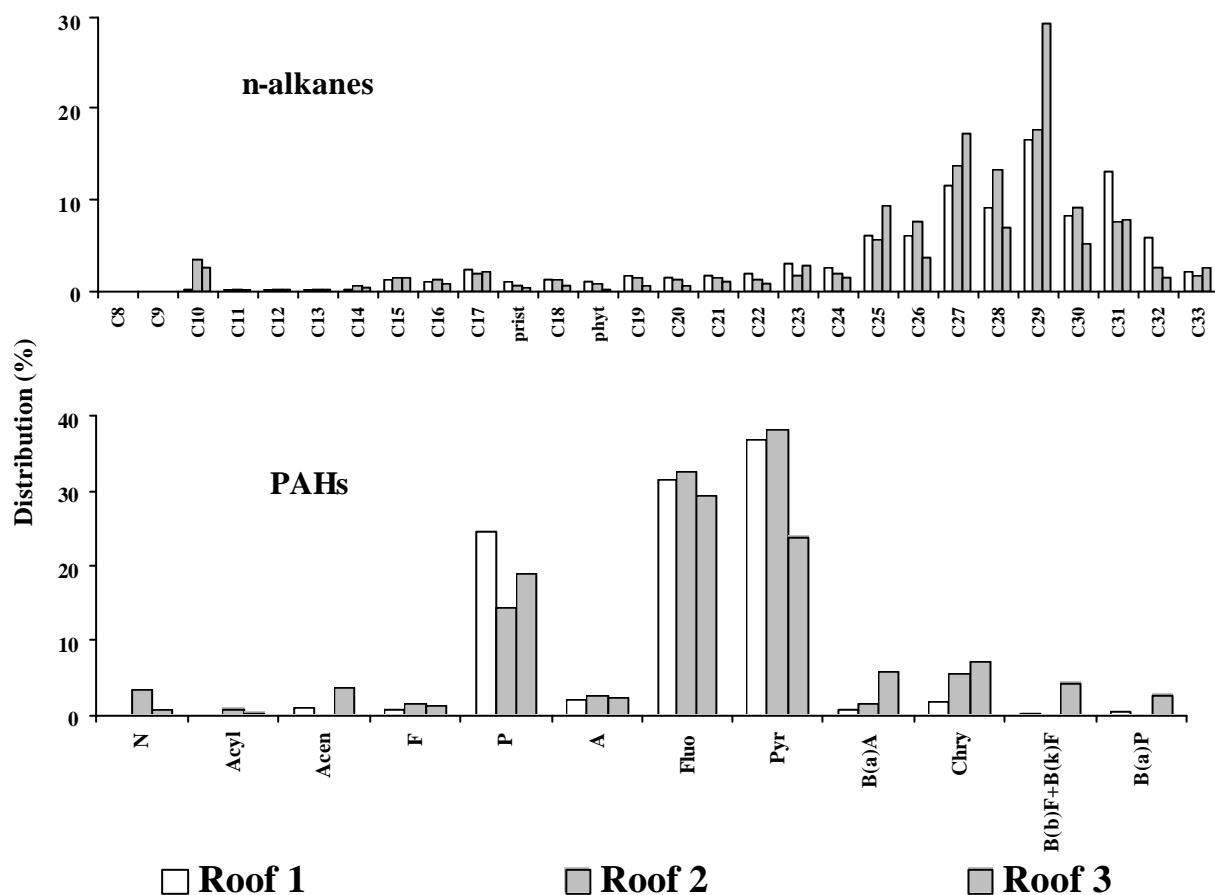 30
n-alkanes
20
10
0
C8 C9 C10 C11 C12 C13 C14 C15 C16 C17 prist C18 phyt C19 C20 C21 C22 C23 C24 C25 C26 C27 C28 C29 C30 C31 C32 C33
Distribution (%)
40
PAHs
30
20
10
0
N Acyl Acen F P A Fluo Pyr B(a)A Chry B(b)F+B(k)F B(a)P
Roof 1 Roof 2 Roof 3